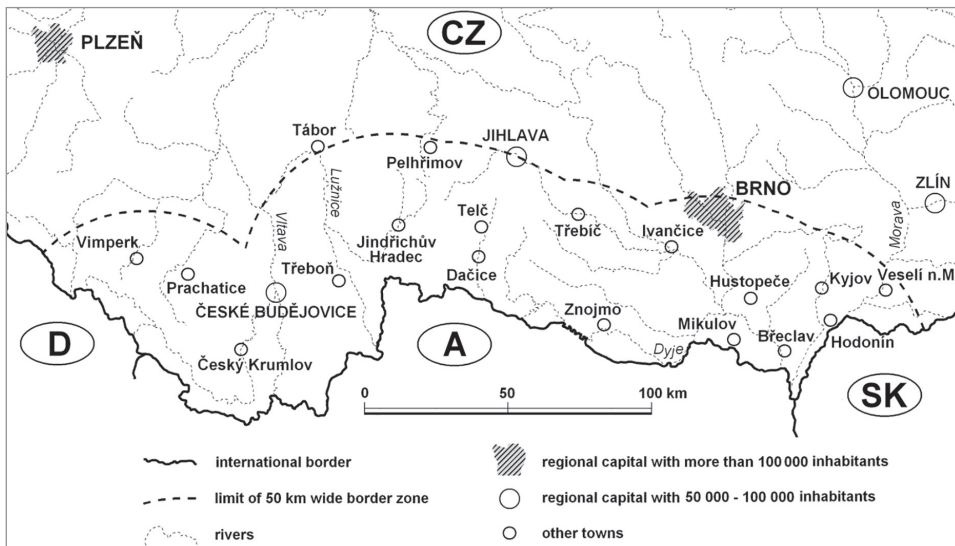 PLZEŇ
CZ
OLOMOUC
Tábor
JIHLAVA
Pelhřimov
Lužnice
Vltava
BRNO
ZLÍN
Telč
Třebíč
Ivančice
Morava
Vimperk
Jindřichův
Hradec
Třeboň
Dačice
Prachatice
Hustopeče
Kyjov
Veselí n.M
ČESKÉ BUDĚJOVICE
Znojmo
Mikulov
Břeclav
Hodonín
D
A
Dyje
Český Krumlov
SK
0 50 100 km
international border
regional capital with more than 100 000 inhabitants
limit of 50 km wide border zone
regional capital with 50 000 - 100 000 inhabitants
rivers
other towns